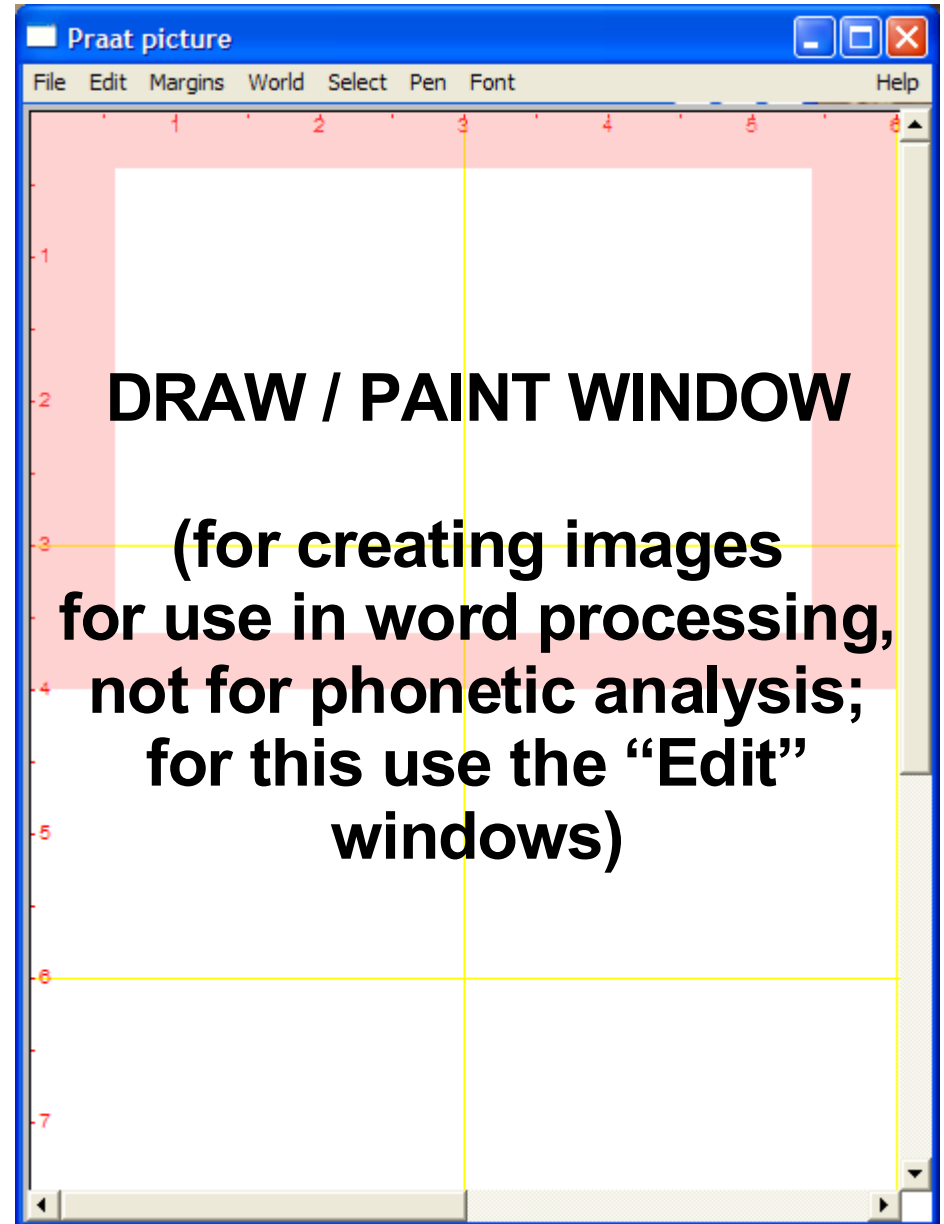 Praat picture
File Edit Margins World Select Pen Font Help
1 2 3 4 5 6
1
2
DRAW / PAINT WINDOW
3
(for creating images
for use in word processing,
4
not for phonetic analysis;
for this use the “Edit”
5
windows)
6
7